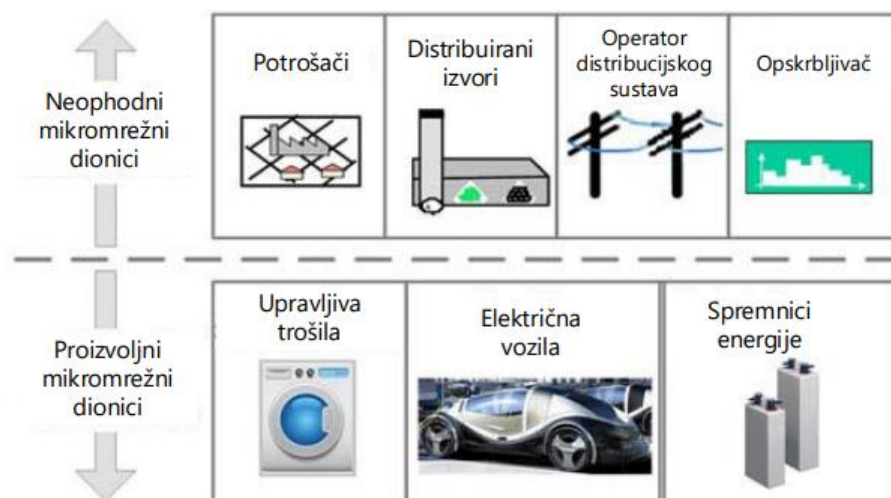 Neophodni
mikromrežni
dionici
Potrošači
Distribuirani
izvori
Operator
distribucijskog
sustava
Opskrbljivač
Proizvoljni
mikromrežni
dionici
Upravljiva
trošila
Električna
vozila
Spremnici
energije